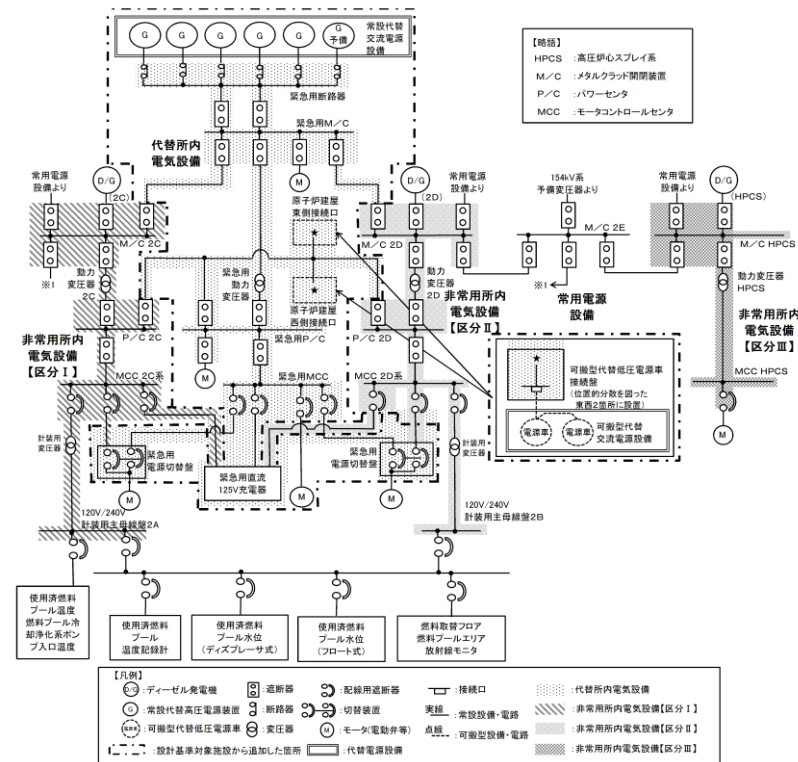 G
G
G
G
G
G
予備
常設代替
交流電源
設備
【略語】
HPCS :高圧炉心スプレイ系
M/C :メタルクラッド開閉装置
P/C :パワーセンタ
MCC :モータコントロールセンタ
緊急用断路器
緊急用M/C
代替所内
電気設備
M
常用電源
設備より
D/G
(2C)
D/G
(2D)
常用電源
設備より
154kV系
予備変圧器より
常用電源
設備より
D/G
(HPCS)
原子炉建屋
東側接続口
★
M/C 2C
M/C 2D
M/C 2E
M/C HPCS
※1
動力
変圧器
2C
緊急用
動力
変圧器
★
原子炉建屋
西側接続口
動力
変圧器
2D
※1
常用電源
設備
動力変圧器
HPCS
非常用所内
電気設備
【区分Ⅰ】
P/C 2C
緊急用P/C
P/C 2D
非常用所内
電気設備
【区分Ⅱ】
非常用所内
電気設備
【区分Ⅲ】
M
MCC 2C系
緊急用MCC
MCC 2D系
MCC HPCS
★
可搬型代替低圧電源車
接続盤
(位置的分散を図った
東西2箇所に設置)
電源車
電源車
可搬型代替
交流電源設備
計装用
変圧器
緊急用
電源切替盤
緊急用直流
125V充電器
緊急用
電源切替盤
計装用
変圧器
M
M
M
M
120V/240V
計装用主母線盤2A
120V/240V
計装用主母線盤2B
使用済燃料
プール温度
燃料プール冷
却浄化系ポン
プ入口温度
使用済燃料
プール
温度記録計
使用済燃料
プール水位
(ディスプレーサ式)
使用済燃料
プール水位
(フロート式)
燃料取替フロア
燃料プールエリア
放射線モニタ
【凡例】
D/G :ディーゼル発電機
:遮断器
:配線用遮断器
:接続口
:代替所内電気設備
G :常設代替高圧電源装置
:断路器
:切替装置
実線
:常設設備・電路
:非常用所内電気設備【区分Ⅰ】
電源車 :可搬型代替低圧電源車
:変圧器
M :モータ(電動弁等)
点線
:可搬型設備・電路
:非常用所内電気設備【区分Ⅱ】
:設計基準対象施設から追加した箇所
:代替電源設備
:非常用所内電気設備【区分Ⅲ】